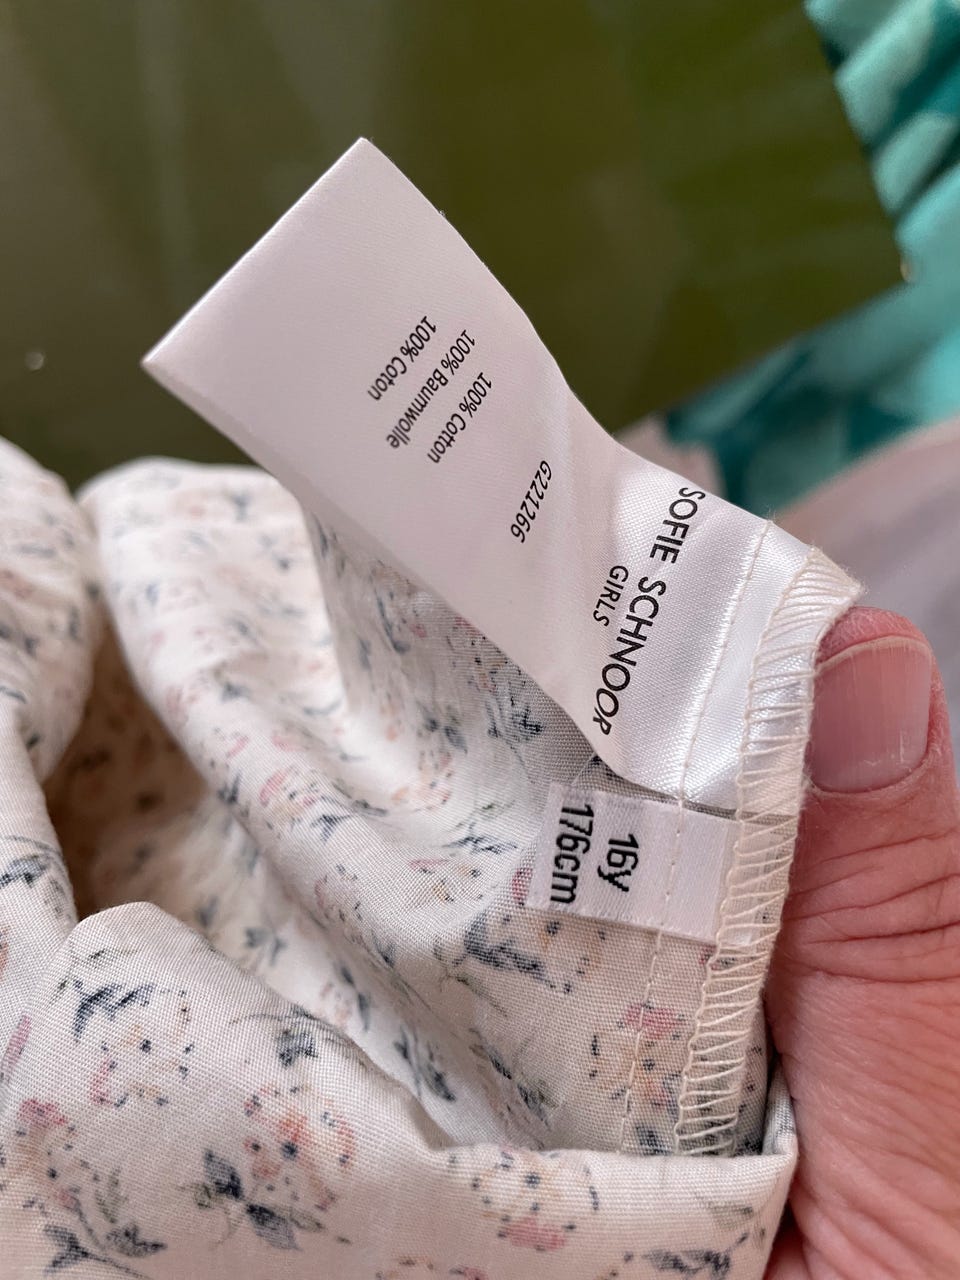 SOFIE SCHNOOR
GIRLS
G221266
100% Cotton
100% Baumwolle
100% Coton
16y
176cm